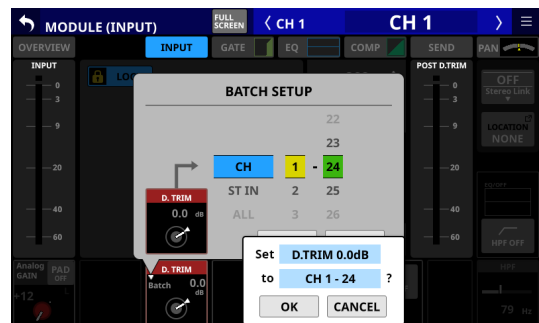 MODULE (INPUT)
FULL
SCREEN
CH 1
CH 1
OVERVIEW
INPUT
GATE
EQ
COMP
SEND
PAN
INPUT
POST D.TRIM
0
3
9
20
40
60
BATCH SETUP
22
23
CH
1 - 24
ST IN
2
25
ALL
3
26
D. TRIM
0.0 dB
D. TRIM
Batch
0.0
dB
Set D.TRIM 0.0dB
to CH 1 - 24 ?
OK
CANCEL
0
3
9
20
40
60
OFF
Stereo Link
LOCATION
NONE
HPF OFF
HPF
79 Hz
Analog
GAIN
PAD
OFF
+12